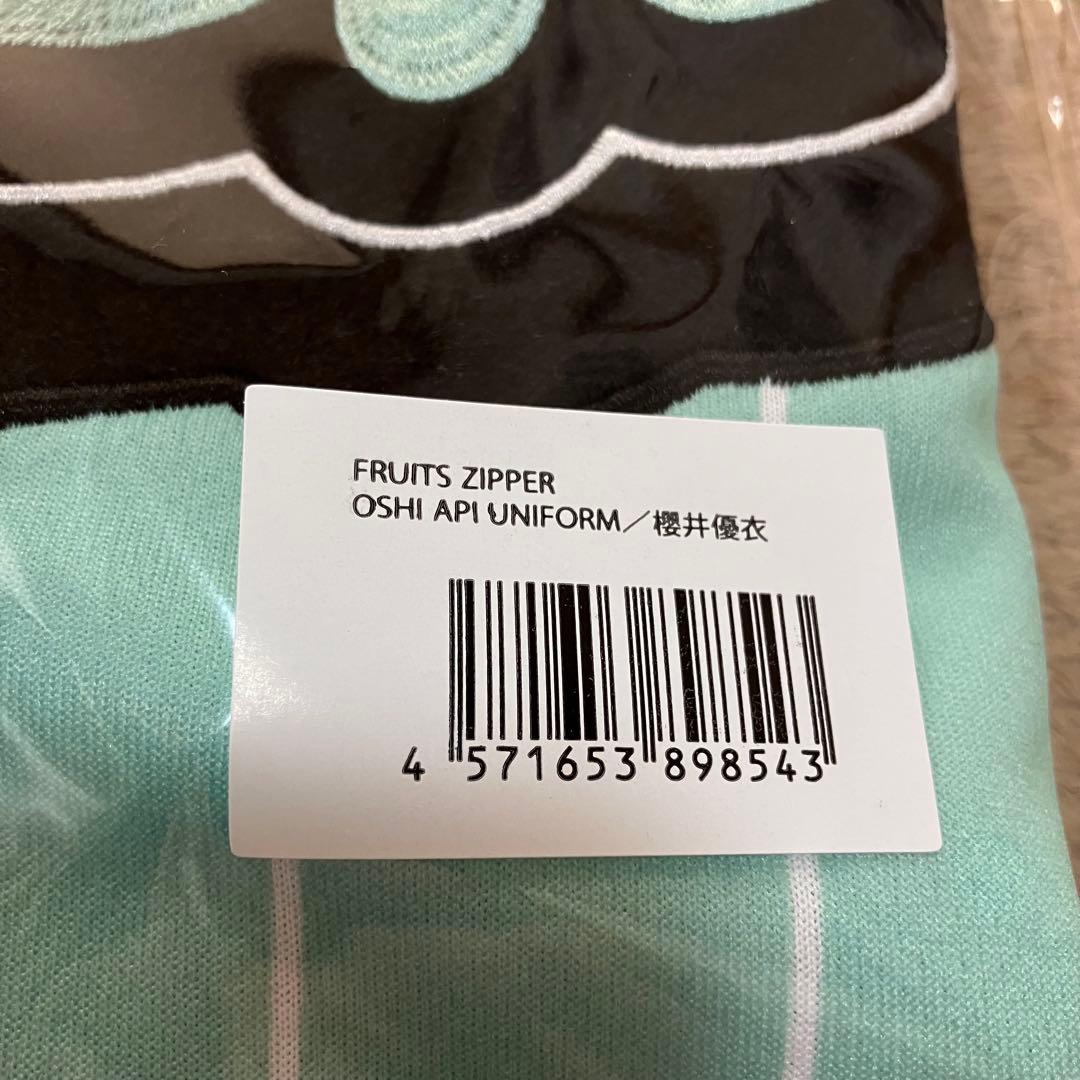 FRUITS ZIPPER
OSHI API UNIFORM／櫻井優衣
4 571653 898543